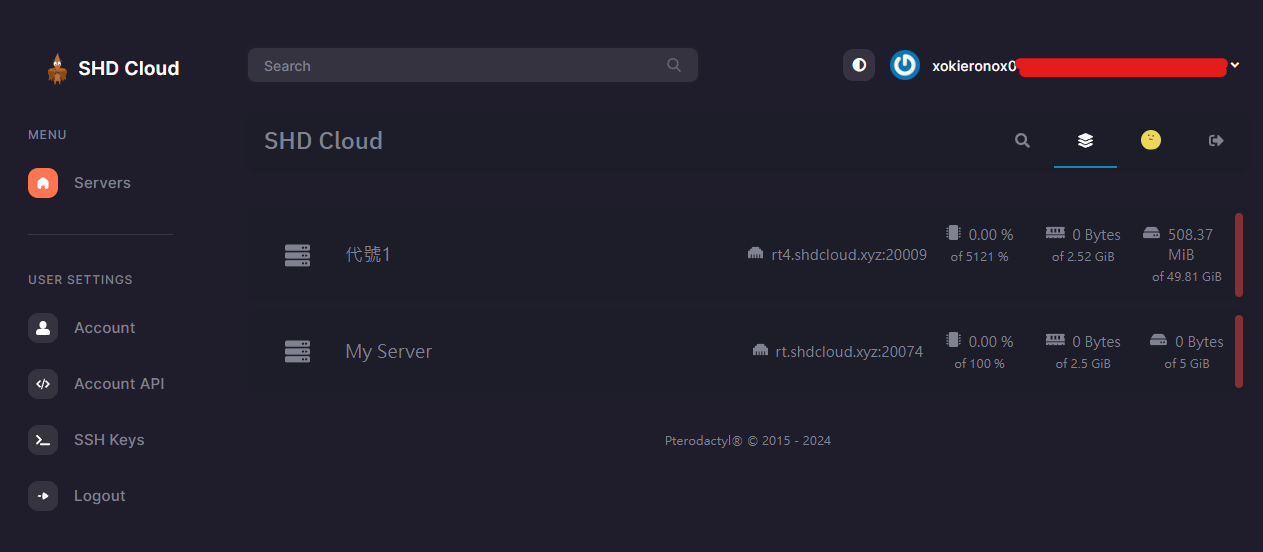 SHD Cloud
Search
xokieronox0
MENU
Servers
USER SETTINGS
Account
Account API
SSH Keys
Logout
SHD Cloud
代號1
rt4.shdcloud.xyz:20009
0.00 %
of 5121 %
0 Bytes
of 2.52 GiB
508.37
MiB
of 49.81 GiB
My Server
rt.shdcloud.xyz:20074
0.00 %
of 100 %
0 Bytes
of 2.5 GiB
0 Bytes
of 5 GiB
Pterodactyl® © 2015 - 2024